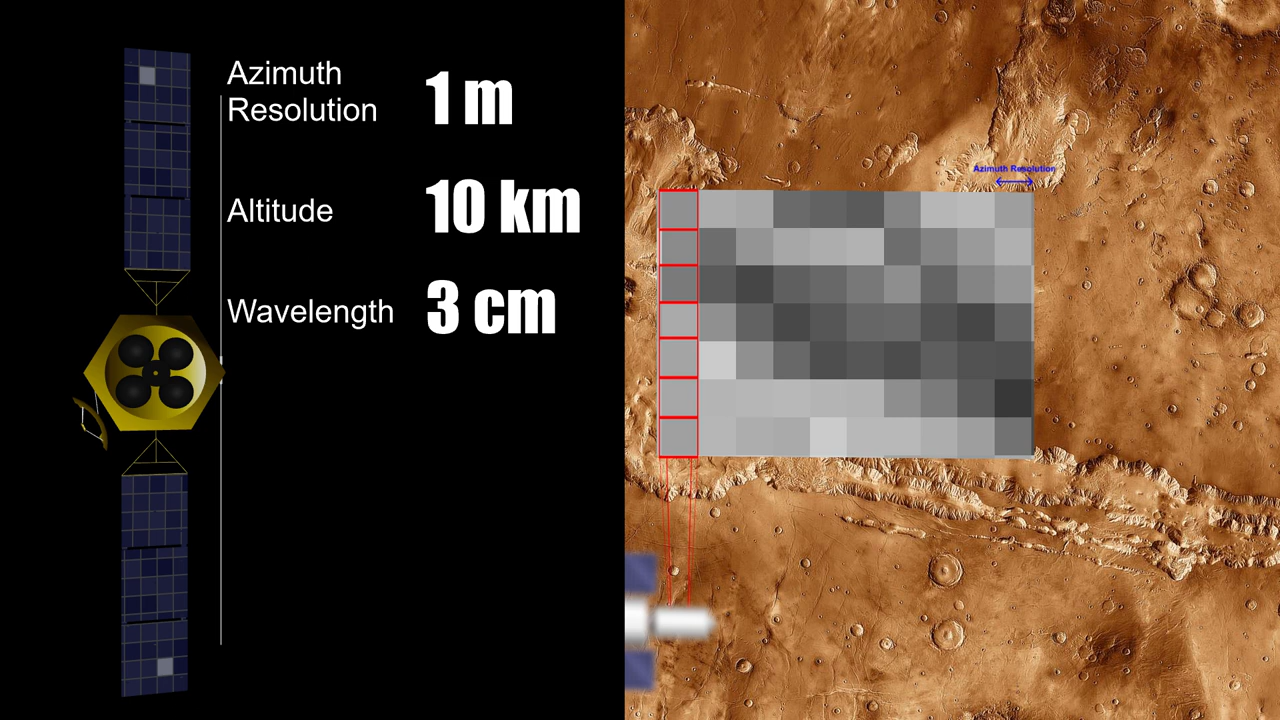 Azimuth
Resolution
1 m
Altitude
10 km
Wavelength
3 cm
Azimuth Resolution